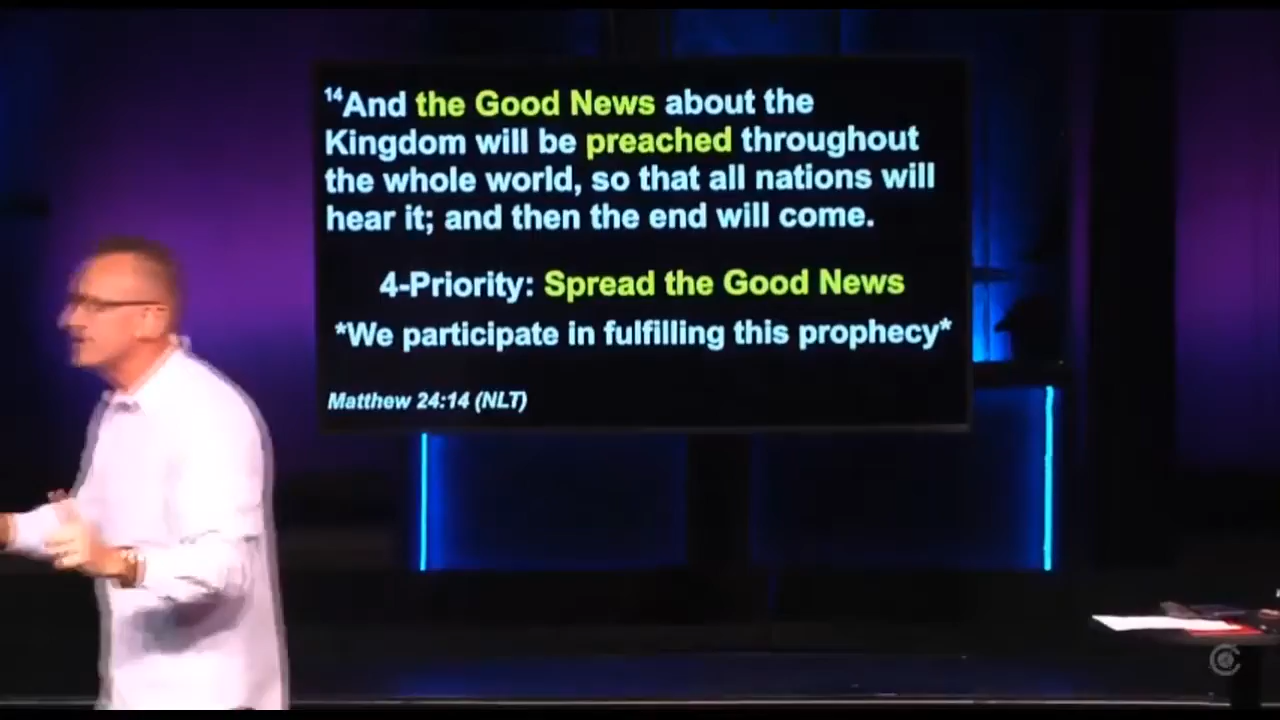 ¹⁴And the Good News about the
Kingdom will be preached throughout
the whole world, so that all nations will
hear it; and then the end will come.
4-Priority: Spread the Good News
*We participate in fulfilling this prophecy*
Matthew 24:14 (NLT)